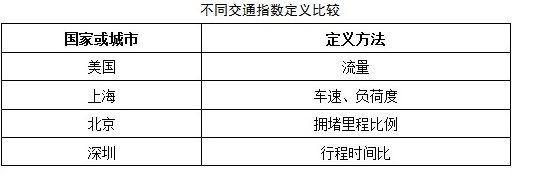 不同交通指数定义比较
国家或城市 定义方法
美国 流量
上海 车速、负荷度
北京 拥堵里程比例
深圳 行程时间比